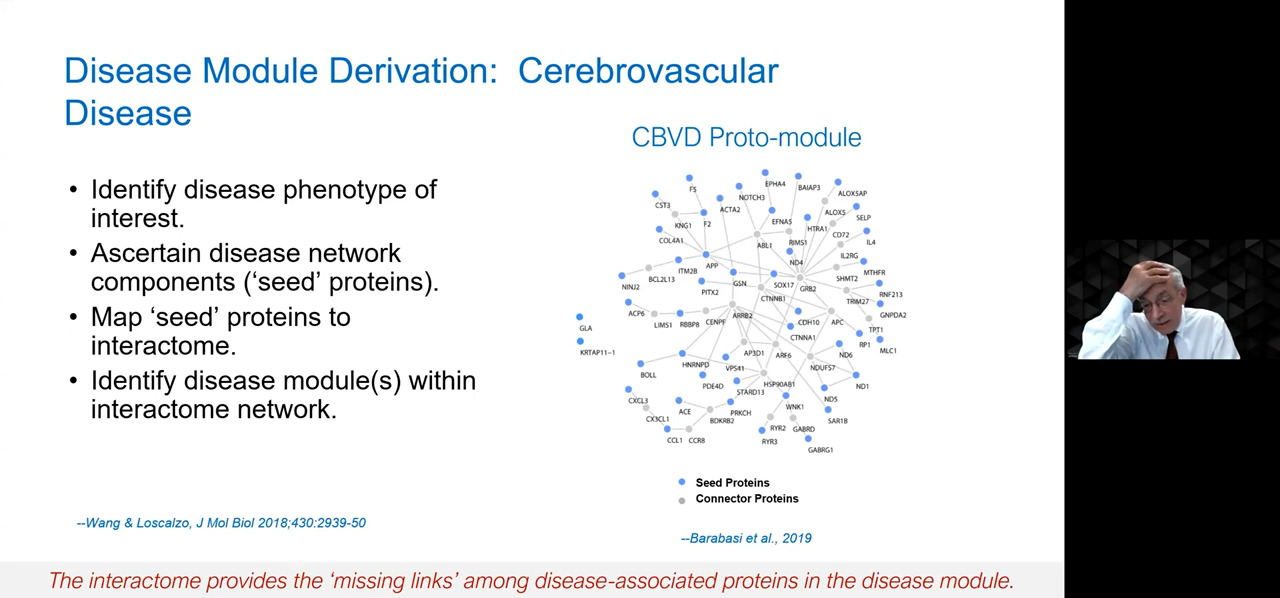 Disease Module Derivation:  Cerebrovascular
Disease
CBVD Proto-module
• Identify disease phenotype of
interest.
• Ascertain disease network
components (‘seed’ proteins).
• Map ‘seed’ proteins to
interactome.
• Identify disease module(s) within
interactome network.
F5
EPHA4
BAIAP3
ALOX5AP
CST3
NOTCH3
ACTA2
ALOX5
SELP
KNG1
F2
EFNA5
HTRA1
CD72
COL4A1
ABL1
RIMS1
IL4
IL2RG
ITM2B
APP
ND4
BCL2L13
SHMT2
MTHFR
NINJ2
GSN
SOX17
GRB2
PITX2
CTNNB1
TRIM27
RNF213
GNPDA2
ACP6
LIMS1
RBBP8
CENPF
ARRB2
CDH10
APC
TPT1
GLA
CTNNA1
RP1
MLC1
KRTAP11−1
AP3D1
ARF6
ND6
BOLL
HNRNPD
VPS41
NDUFS7
PDE4D
STARD13
HSP90AB1
ND1
CXCL3
ND5
CX3CL1
ACE
BDKRB2
PRKCH
WNK1
SAR1B
CCL1
CCR8
RYR2
GABRD
RYR3
GABRG1
Seed Proteins
Connector Proteins
--Wang & Loscalzo, J Mol Biol 2018;430:2939-50
--Barabasi et al., 2019
The interactome provides the ‘missing links’ among disease-associated proteins in the disease module.